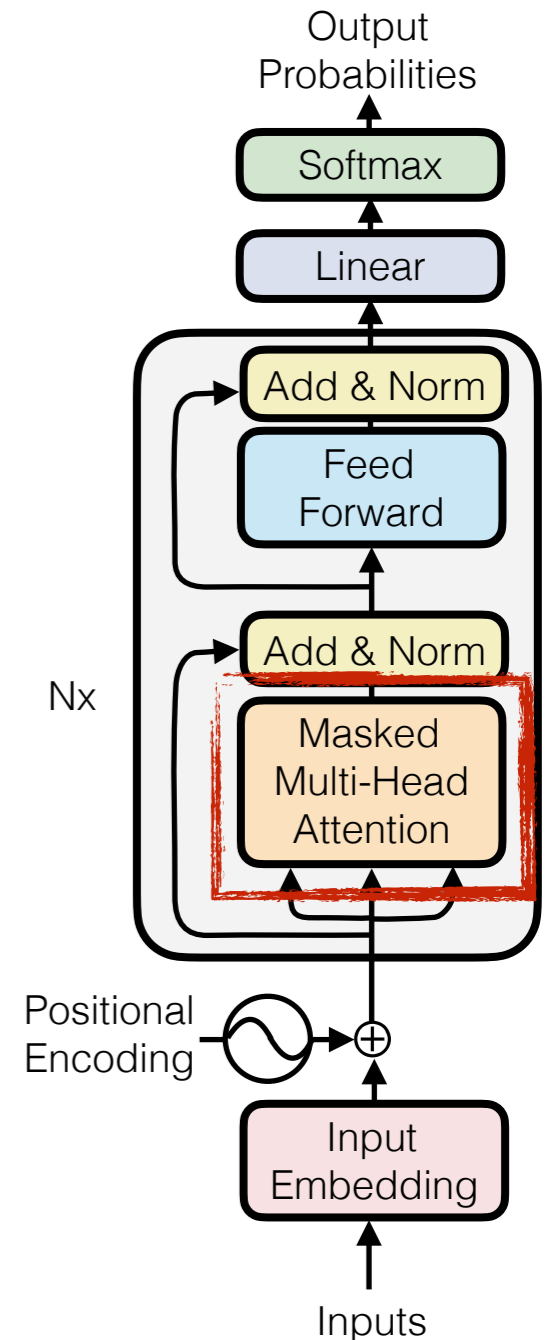 Output
Probabilities
Softmax
Linear
Add & Norm
Feed
Forward
Add & Norm
Nx
Masked
Multi-Head
Attention
Positional
Encoding
Input
Embedding
Inputs